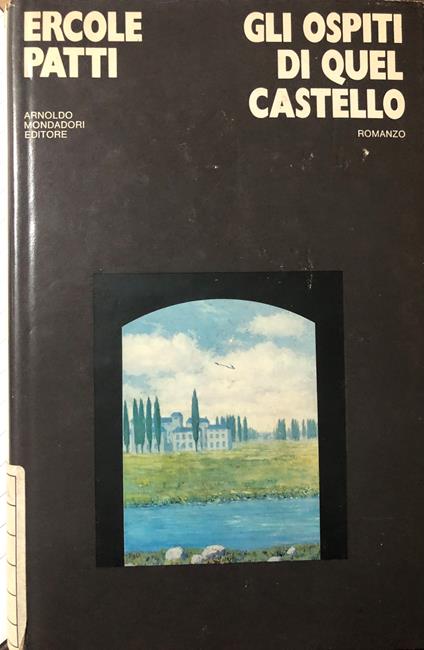 ERCOLE
PATTI
ARNOLDO
MONDADORI
EDITORE
GLI OSPITI
DI QUEL
CASTELLO
ROMANZO